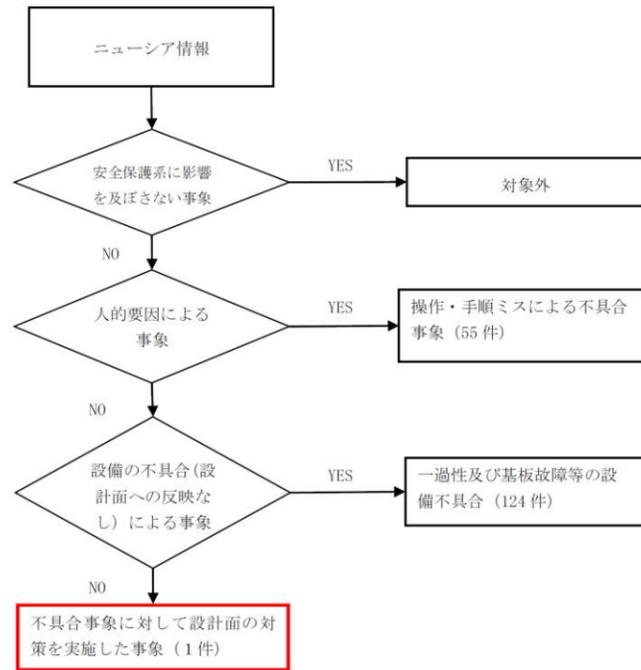 ニューシア情報
安全保護系に影響
を及ぼさない事象
YES
対象外
NO
人的要因による
事象
YES
操作・手順ミスによる不具合
事象（55 件）
NO
設備の不具合(設
計面への反映な
し）による事象
YES
一過性及び基板故障等の設
備不具合（124 件）
NO
不具合事象に対して設計面の対
策を実施した事象（１件）